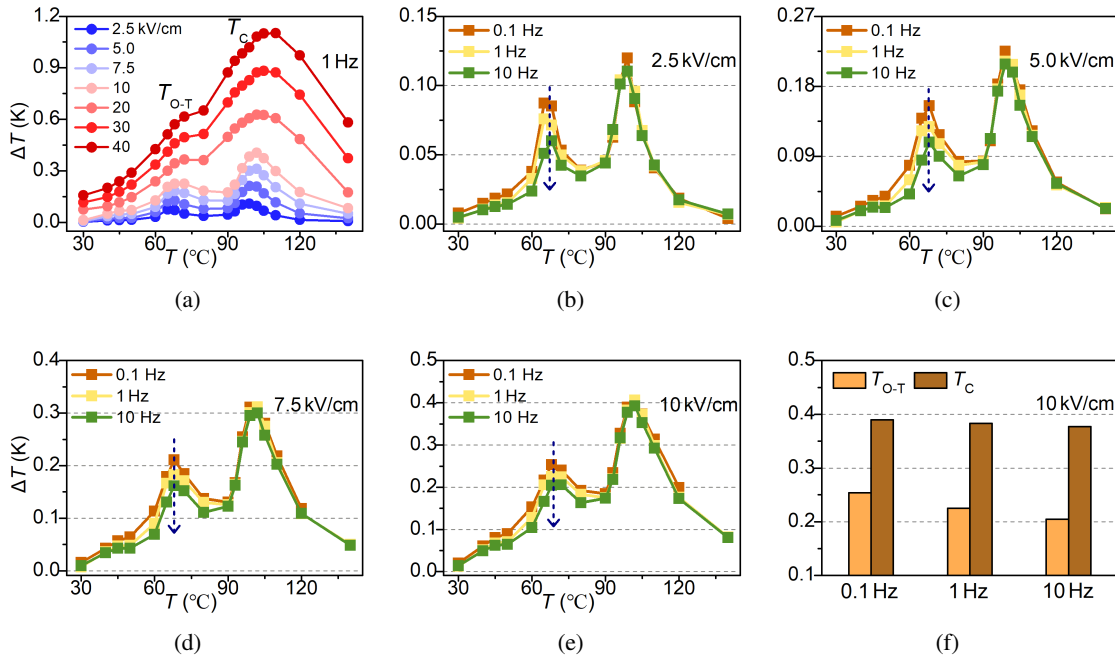 1.2
0.9
0.6
0.3
0.0
ΔT (K)
2.5 kV/cm
5.0
7.5
10
20
30
40
T_O-T
T_C
1 Hz
30 60 90 120
T (℃)
(a)
0.15
0.10
0.05
0.00
0.1 Hz
1 Hz
10 Hz
2.5 kV/cm
30 60 90 120
T (℃)
(b)
0.27
0.18
0.09
0.00
0.1 Hz
1 Hz
10 Hz
5.0 kV/cm
30 60 90 120
T (℃)
(c)
0.4
0.3
0.2
0.1
0.0
ΔT (K)
0.1 Hz
1 Hz
10 Hz
7.5 kV/cm
30 60 90 120
T (℃)
(d)
0.5
0.4
0.3
0.2
0.1
0.0
0.1 Hz
1 Hz
10 Hz
10 kV/cm
30 60 90 120
T (℃)
(e)
0.5
0.4
0.3
0.2
0.1
T_O-T T_C 10 kV/cm
0.1 Hz 1 Hz 10 Hz
(f)